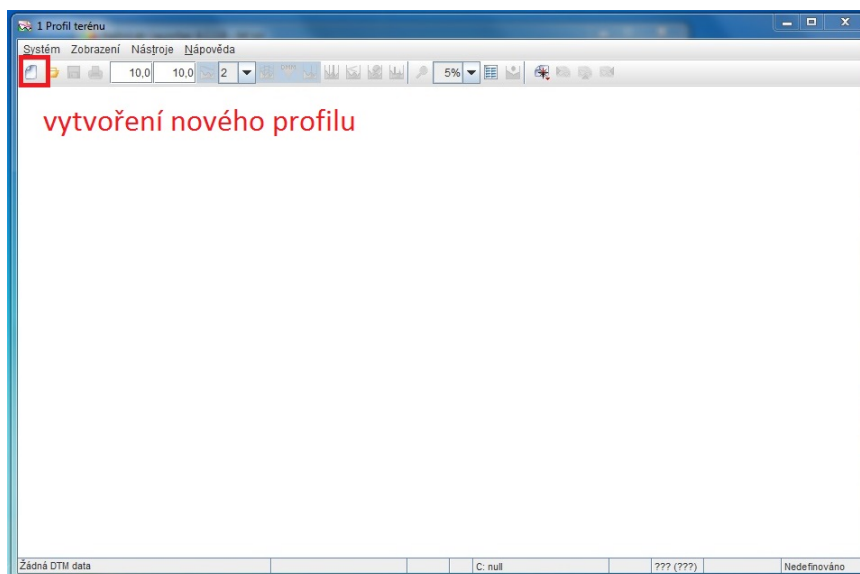 1 Profil terénu
Systém Zobrazení Nástroje Nápověda
10,0 10,0 2 5%
vytvoření nového profilu
Žádná DTM data C: null ??? (???) Nedefinováno